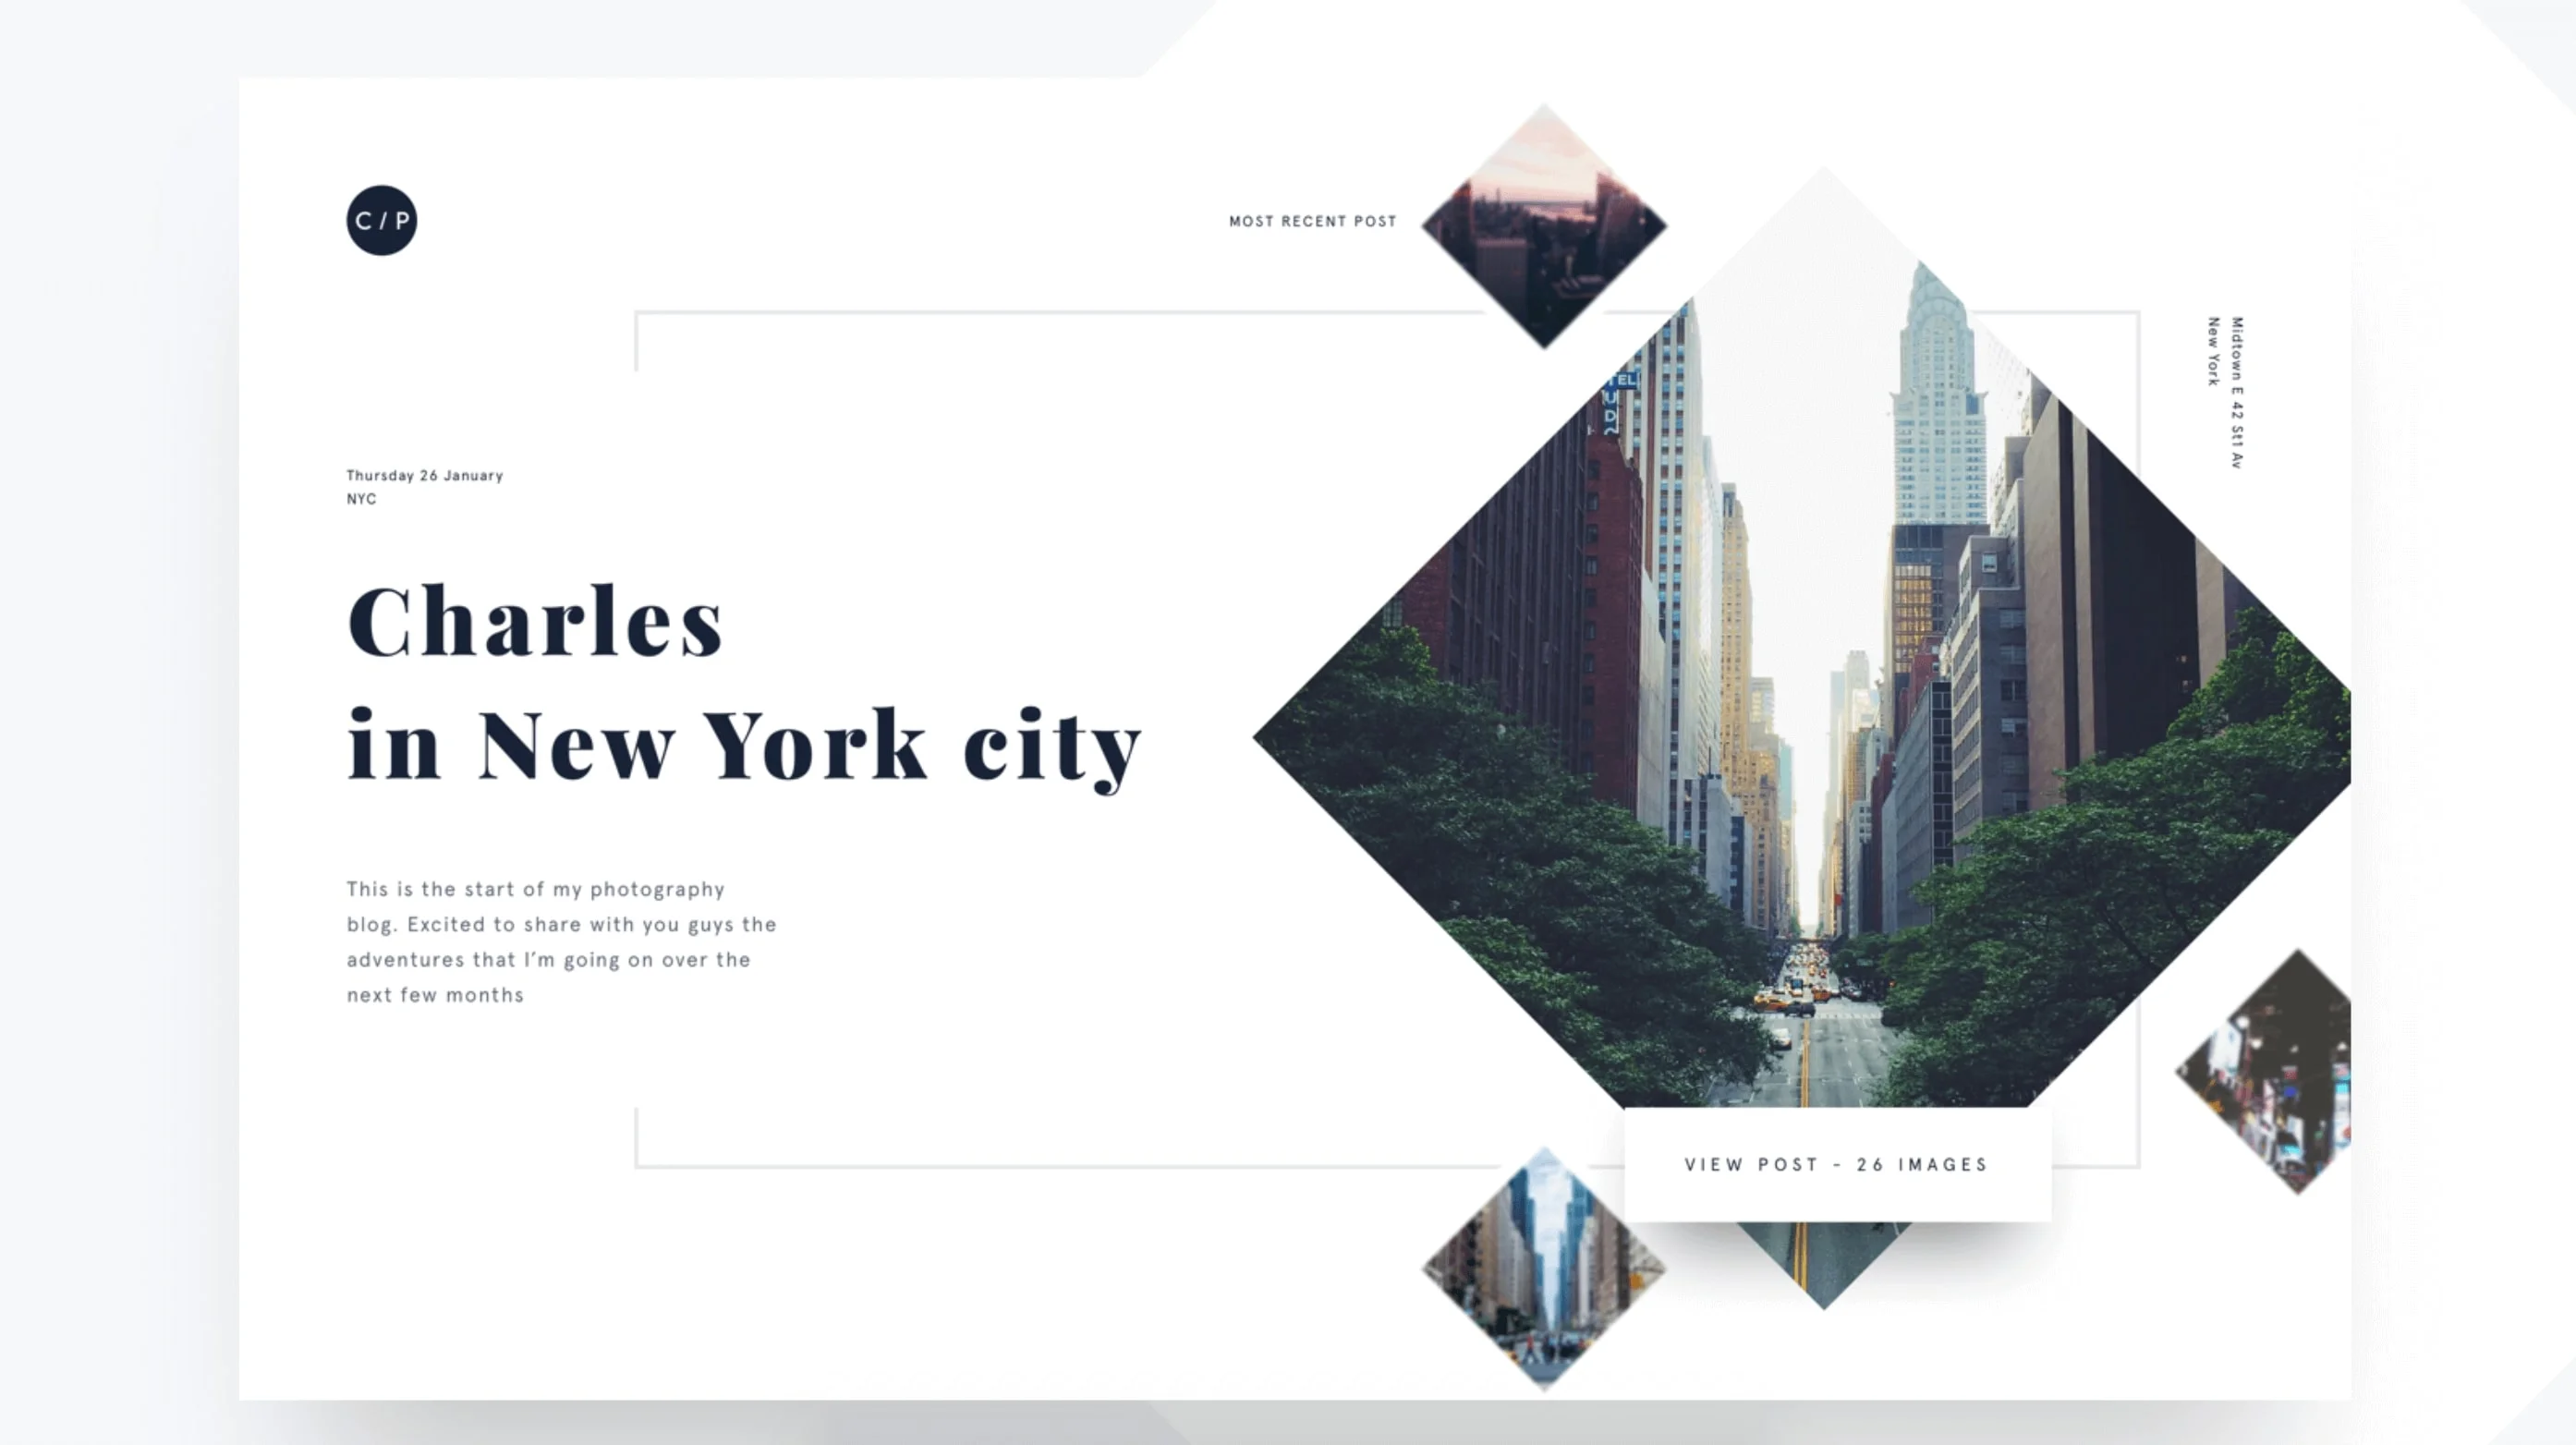 C / P
MOST RECENT POST
Midtown E 42 St1 Av
New York
Thursday 26 January
NYC
Charles
in New York city
This is the start of my photography
blog. Excited to share with you guys the
adventures that I’m going on over the
next few months
VIEW POST - 26 IMAGES